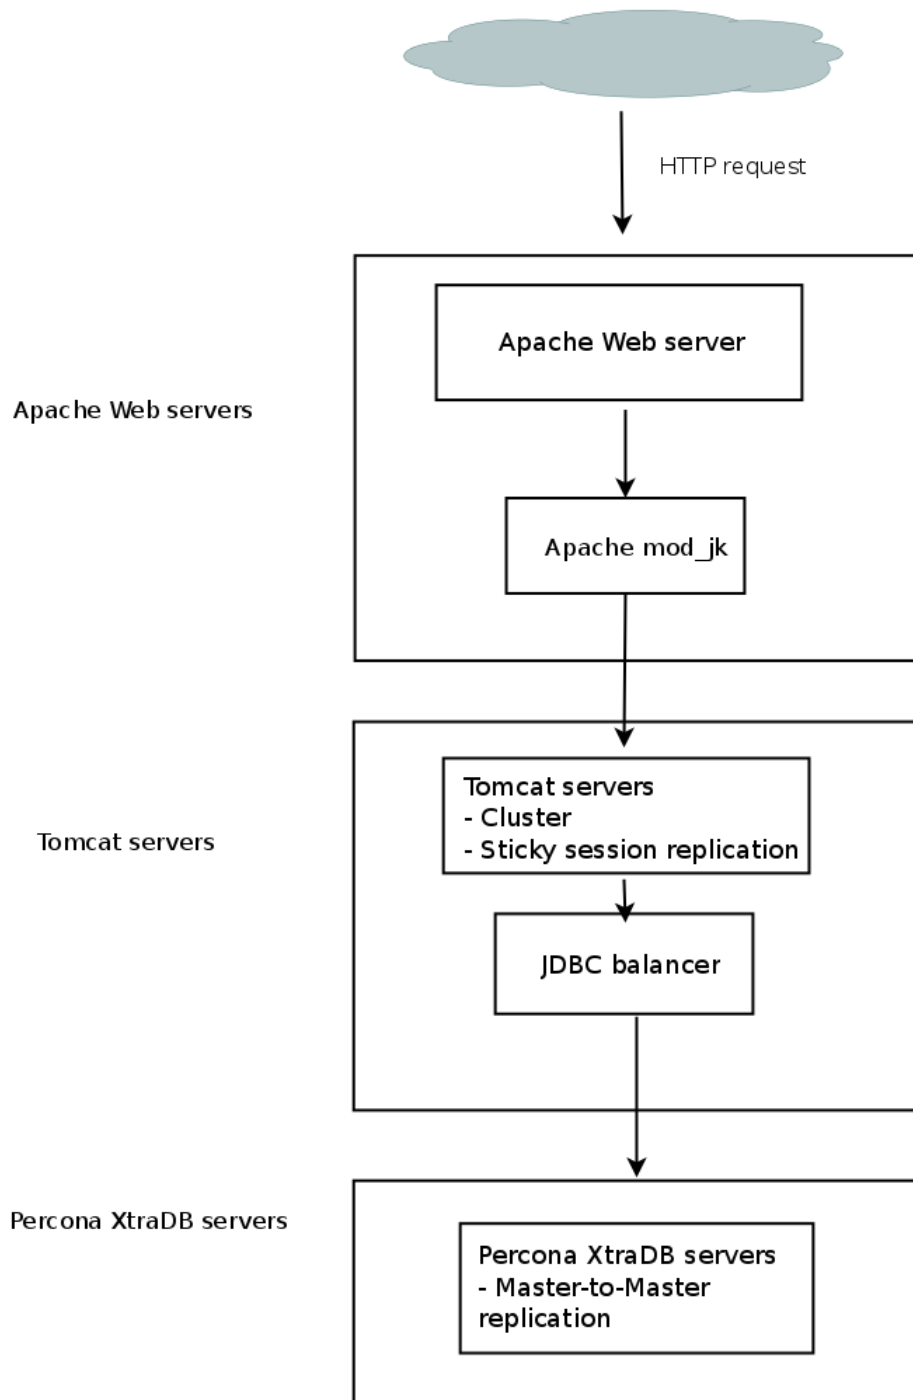 HTTP request
Apache Web server
Apache Web servers
Apache mod_jk
Tomcat servers
- Cluster
- Sticky session replication
Tomcat servers
JDBC balancer
Percona XtraDB servers
Percona XtraDB servers
- Master-to-Master
replication